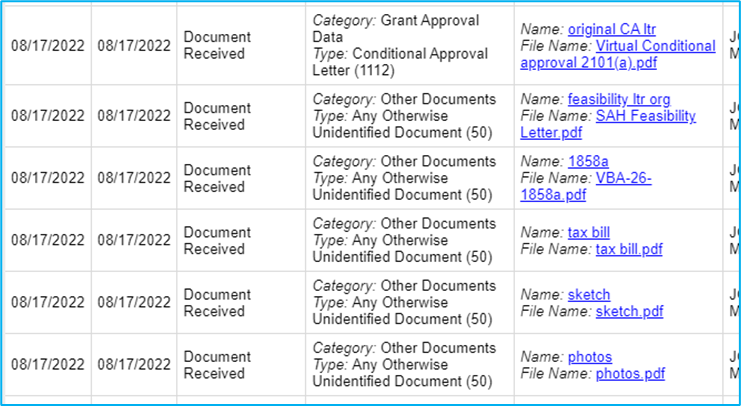 08/17/2022 08/17/2022 Document Received Category: Grant Approval Data Type: Conditional Approval Letter (1112) Name: original CA ltr File Name: Virtual Conditional approval 2101(a).pdf
08/17/2022 08/17/2022 Document Received Category: Other Documents Type: Any Otherwise Unidentified Document (50) Name: feasibility ltr org File Name: SAH Feasibility Letter.pdf
08/17/2022 08/17/2022 Document Received Category: Other Documents Type: Any Otherwise Unidentified Document (50) Name: 1858a File Name: VBA-26-1858a.pdf
08/17/2022 08/17/2022 Document Received Category: Other Documents Type: Any Otherwise Unidentified Document (50) Name: tax bill File Name: tax bill.pdf
08/17/2022 08/17/2022 Document Received Category: Other Documents Type: Any Otherwise Unidentified Document (50) Name: sketch File Name: sketch.pdf
08/17/2022 08/17/2022 Document Received Category: Other Documents Type: Any Otherwise Unidentified Document (50) Name: photos File Name: photos.pdf